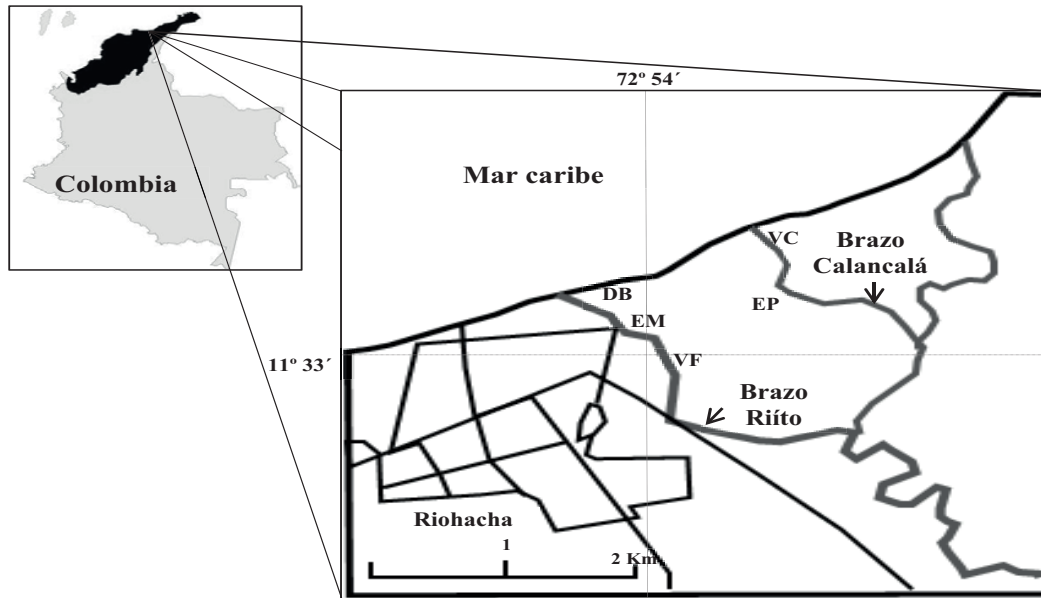 72º 54´
Colombia
Mar caribe
VC
Brazo
Calancalá
DB
EP
EM
11º 33´
VF
Brazo
Riíto
Riohacha
1
2 Km